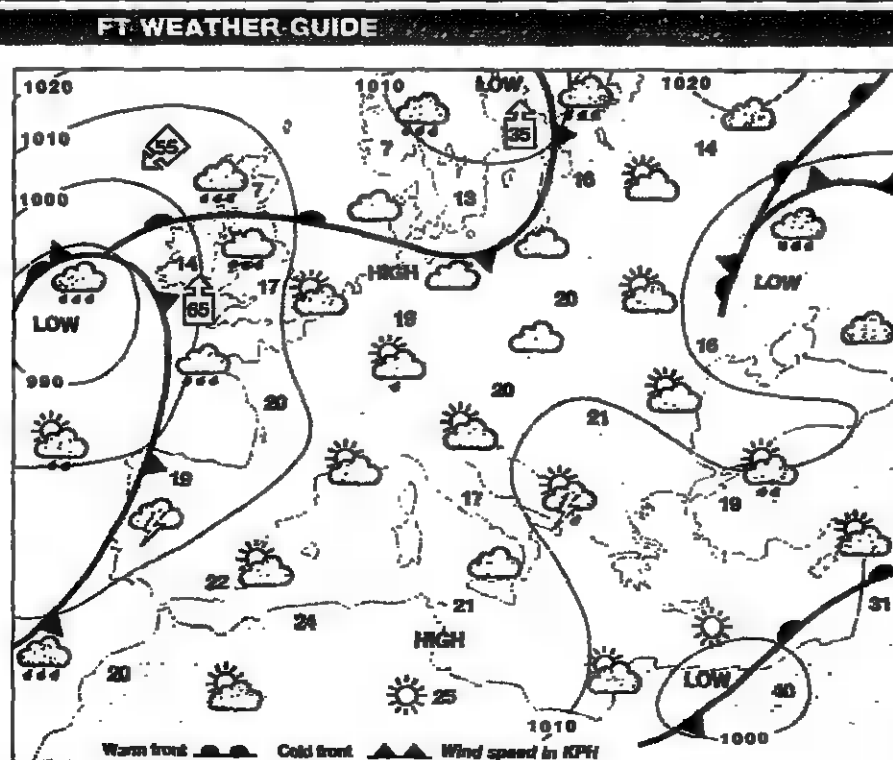 FT WEATHER GUIDE
1020 1010 LOW 1020
1010 55 35
7 7 14
1000 13 16
14 HIGH LOW
17 20
65
LOW 18 16
990 20 20 21
19 17 19
22 21 31
24 HIGH
20 LOW 40
25
1010 1000
Warm front Cold front Wind speed in KPH